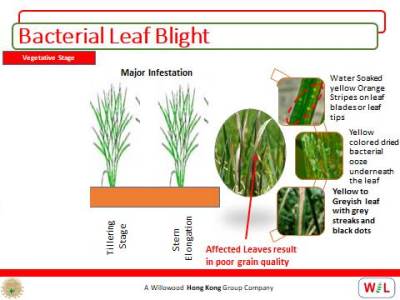 Bacterial Leaf Blight
Vegetative Stage
Major Infestation
Water Soaked
yellow Orange
Stripes on leaf
blades or leaf
tips
Yellow
colored dried
bacterial
ooze
underneath
the leaf
Yellow to
Greyish leaf
with grey
streaks and
black dots
Tillering
Stage
Stem
Elongation
Affected Leaves result
in poor grain quality
A Willowood Hong Kong Group Company
WiL